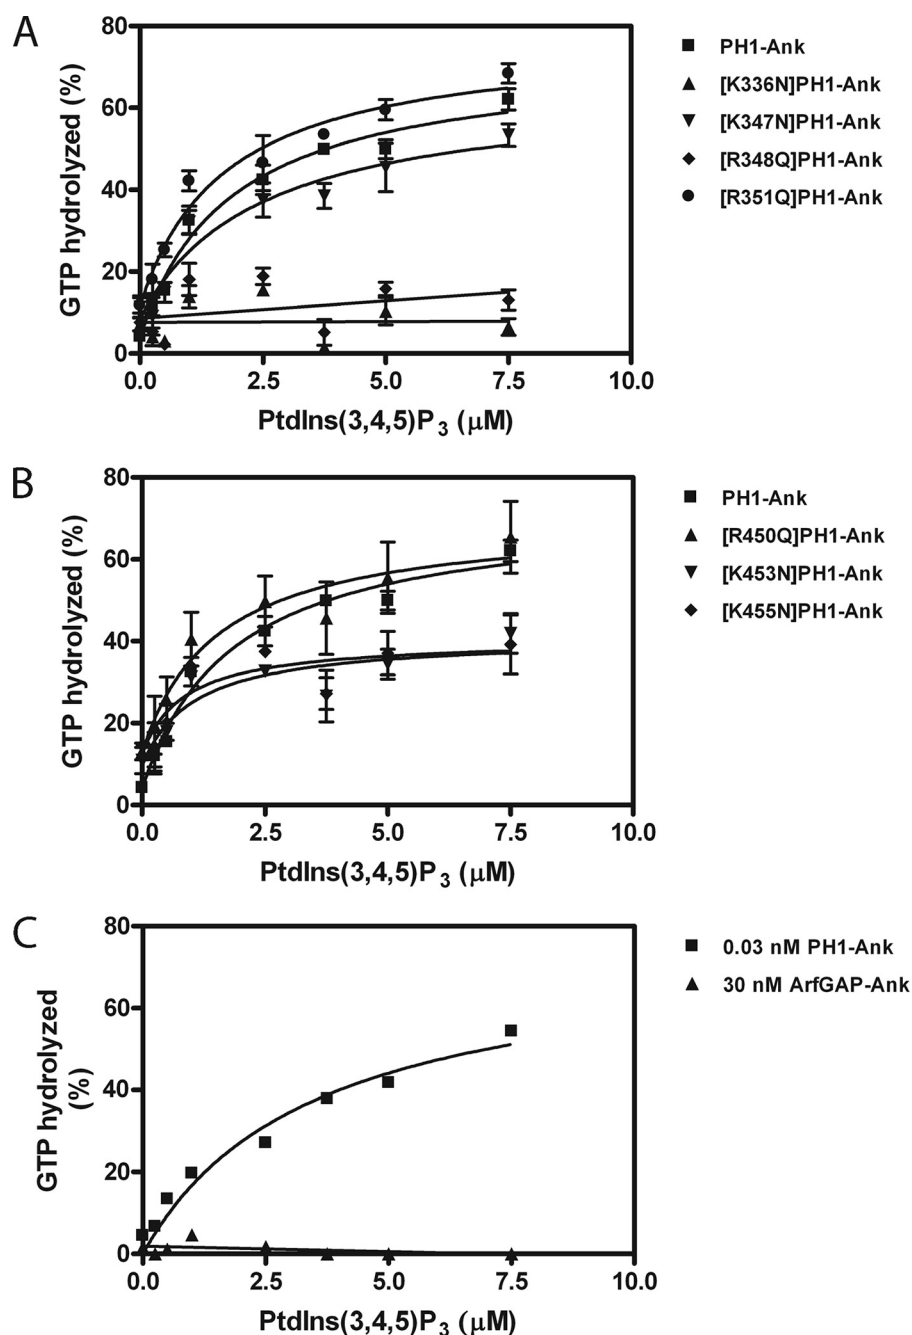 A
80
60
40
20
0
GTP hydrolyzed (%)
0.0 2.5 5.0 7.5 10.0
PtdIns(3,4,5)P3 (μM)
PH1-Ank
[K336N]PH1-Ank
[K347N]PH1-Ank
[R348Q]PH1-Ank
[R351Q]PH1-Ank
B
80
60
40
20
0
GTP hydrolyzed (%)
0.0 2.5 5.0 7.5 10.0
PtdIns(3,4,5)P3 (μM)
PH1-Ank
[R450Q]PH1-Ank
[K453N]PH1-Ank
[K455N]PH1-Ank
C
80
60
40
20
0
GTP hydrolyzed
(%)
0.0 2.5 5.0 7.5 10.0
PtdIns(3,4,5)P3 (μM)
0.03 nM PH1-Ank
30 nM ArfGAP-Ank